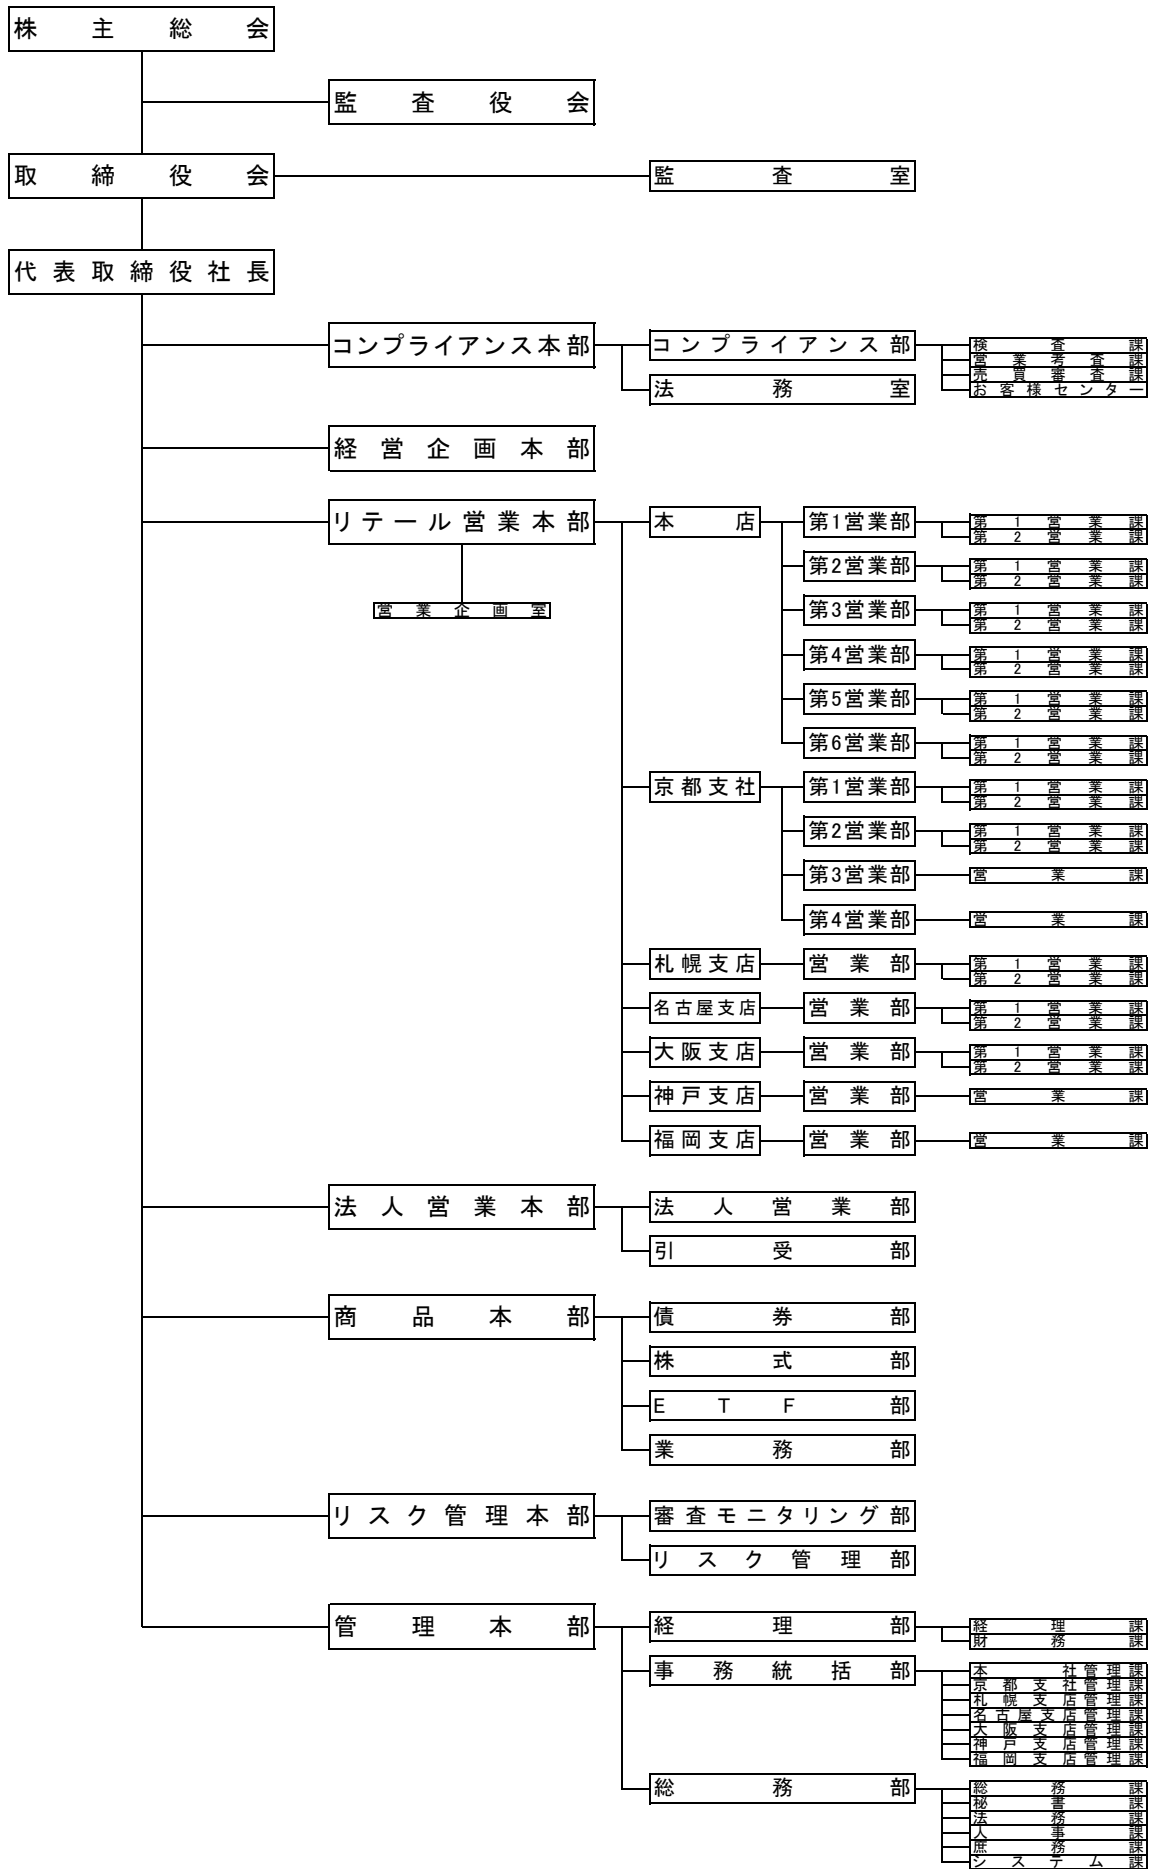 株主総会
監査役会
取締役会
監査室
代表取締役社長
コンプライアンス本部
コンプライアンス部
検査課
営業考査課
売買審査課
お客様センター
法務室
経営企画本部
リテール営業本部
営業企画室
本店
第1営業部
第1営業課
第2営業課
第2営業部
第1営業課
第2営業課
第3営業部
第1営業課
第2営業課
第4営業部
第1営業課
第2営業課
第5営業部
第1営業課
第2営業課
第6営業部
第1営業課
第2営業課
京都支社
第1営業部
第1営業課
第2営業課
第2営業部
第1営業課
第2営業課
第3営業部
営業課
第4営業部
営業課
札幌支店
営業部
第1営業課
第2営業課
名古屋支店
営業部
第1営業課
第2営業課
大阪支店
営業部
第1営業課
第2営業課
神戸支店
営業部
営業課
福岡支店
営業部
営業課
法人営業本部
法人営業部
引受部
商品本部
債券部
株式部
ETF部
業務部
リスク管理本部
審査モニタリング部
リスク管理部
管理本部
経理部
経理課
財務課
事務統括部
本社管理課
京都支社管理課
札幌支店管理課
名古屋支店管理課
大阪支店管理課
神戸支店管理課
福岡支店管理課
総務部
総務課
秘書課
法務課
人事課
庶務課
システム課